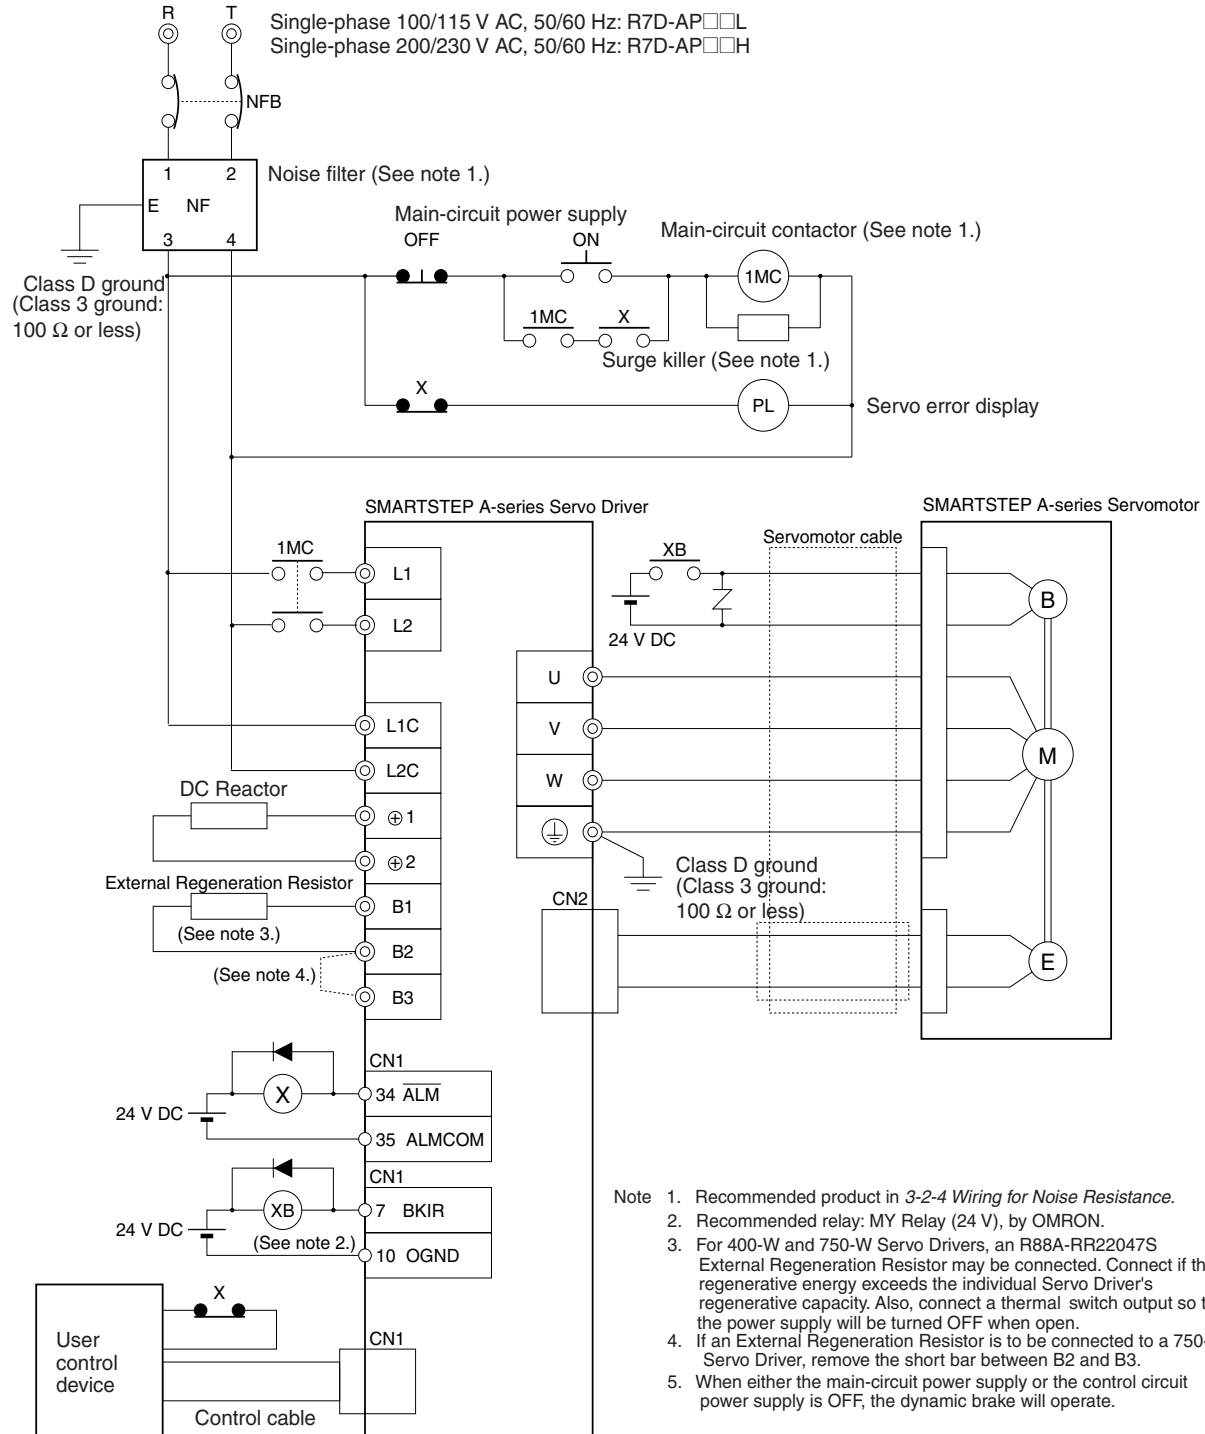 R T
Single-phase 100/115 V AC, 50/60 Hz: R7D-AP□□L
Single-phase 200/230 V AC, 50/60 Hz: R7D-AP□□H
NFB
1 2
Noise filter (See note 1.)
E NF
3 4
Class D ground
(Class 3 ground:
100 Ω or less)
Main-circuit power supply
OFF ON
Main-circuit contactor (See note 1.)
1MC
1MC X
Surge killer (See note 1.)
X
PL
Servo error display
SMARTSTEP A-series Servo Driver
SMARTSTEP A-series Servomotor
1MC
L1
L2
XB
24 V DC
Servomotor cable
B
U
V
W
M
L1C
L2C
DC Reactor
⊕1
⊕2
Class D ground
(Class 3 ground:
100 Ω or less)
External Regeneration Resistor
B1
(See note 3.)
B2
(See note 4.)
B3
CN2
E
CN1
X
34 ALM
24 V DC
35 ALMCOM
CN1
XB
7 BKIR
24 V DC
(See note 2.)
10 OGND
X
User
control
device
CN1
Control cable
Note 1. Recommended product in 3-2-4 Wiring for Noise Resistance.
2. Recommended relay: MY Relay (24 V), by OMRON.
3. For 400-W and 750-W Servo Drivers, an R88A-RR22047S
External Regeneration Resistor may be connected. Connect if th
regenerative energy exceeds the individual Servo Driver's
regenerative capacity. Also, connect a thermal switch output so t
the power supply will be turned OFF when open.
4. If an External Regeneration Resistor is to be connected to a 750-
Servo Driver, remove the short bar between B2 and B3.
5. When either the main-circuit power supply or the control circuit
power supply is OFF, the dynamic brake will operate.